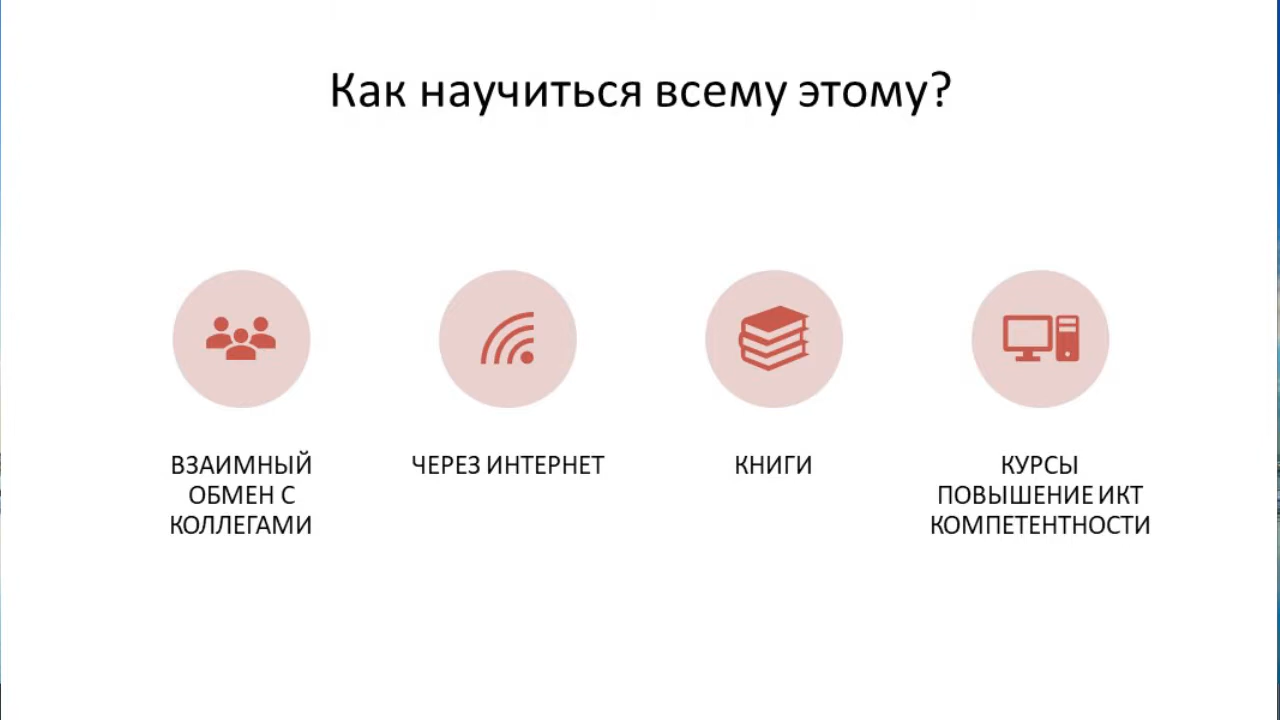 Как научиться всему этому?
ВЗАИМНЫЙ
ОБМЕН С
КОЛЛЕГАМИ
ЧЕРЕЗ ИНТЕРНЕТ
КНИГИ
КУРСЫ
ПОВЫШЕНИЕ ИКТ
КОМПЕТЕНТНОСТИ